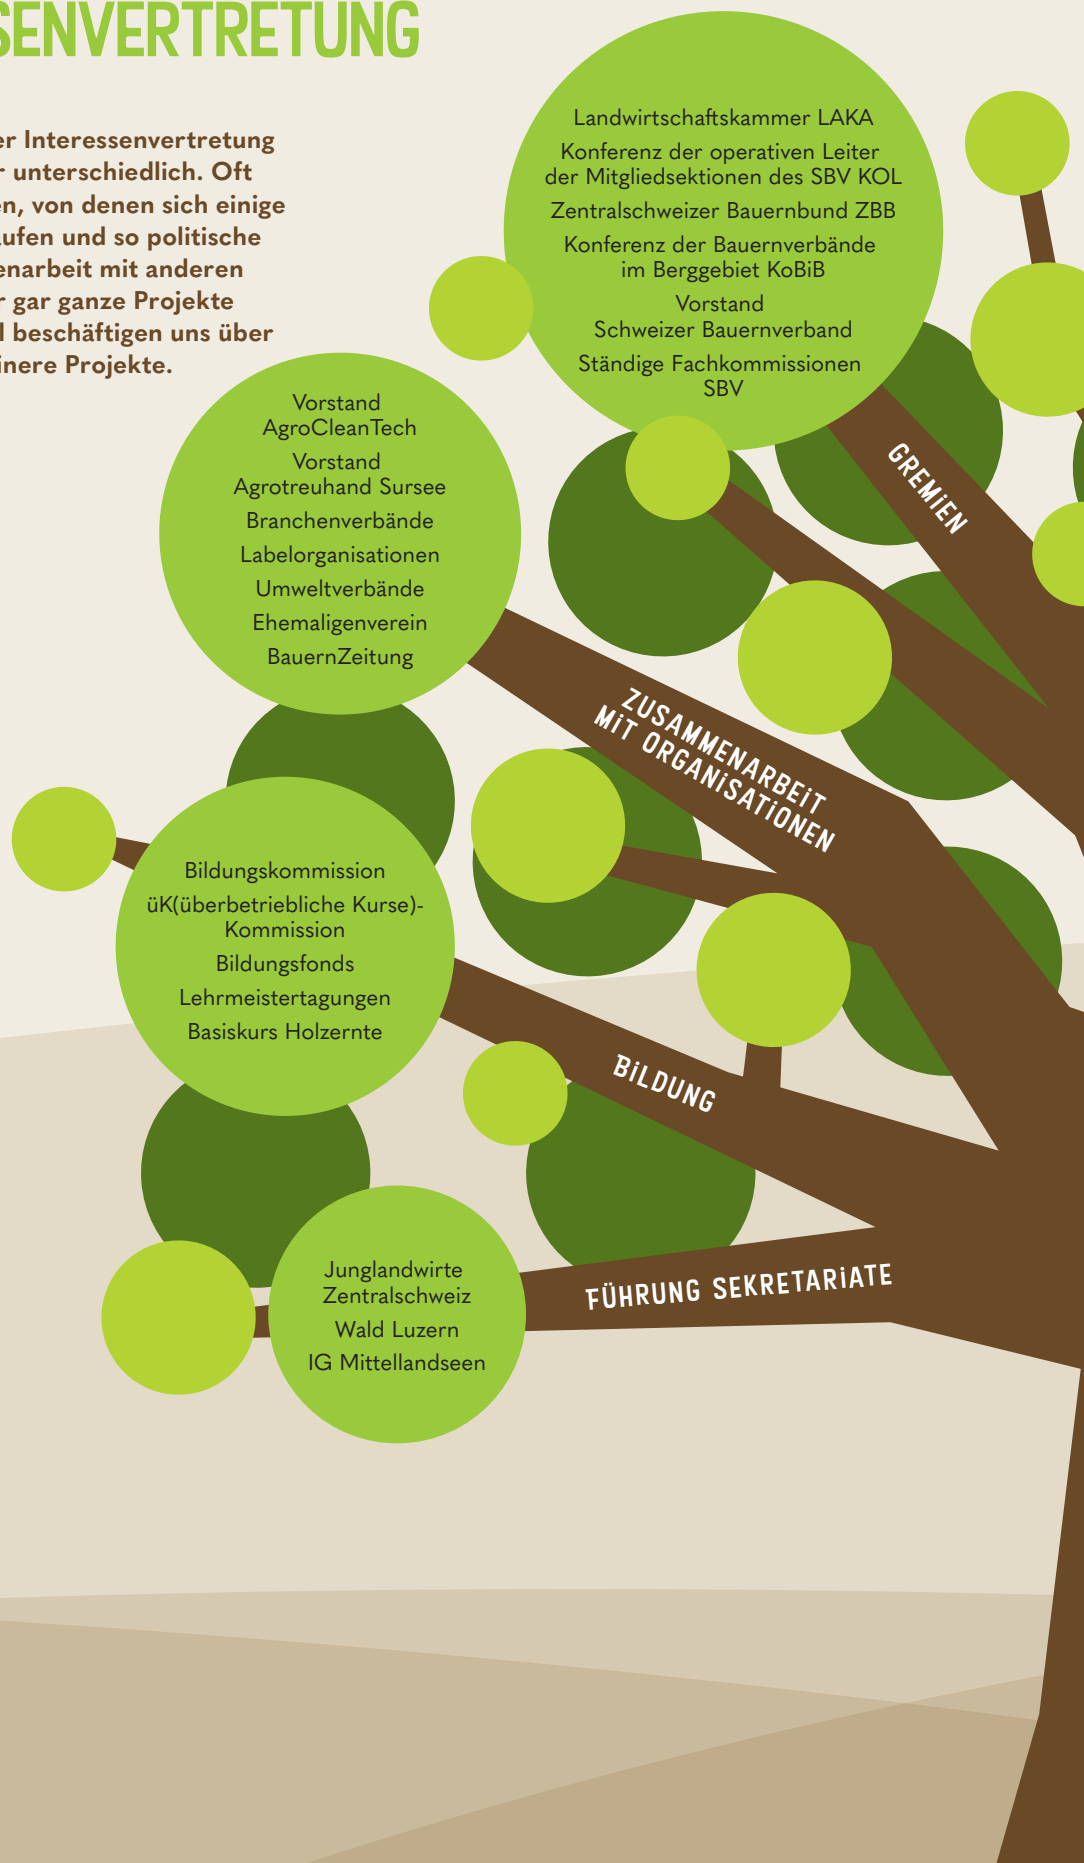 SENVERTRETUNG
er Interessenvertretung
r unterschiedlich. Oft
en, von denen sich einige
aufen und so politische
enarbeit mit anderen
r gar ganze Projekte
l beschäftigen uns über
inere Projekte.
Landwirtschaftskammer LAKA
Konferenz der operativen Leiter
der Mitgliedsektionen des SBV KOL
Zentralschweizer Bauernbund ZBB
Konferenz der Bauernverbände
im Berggebiet KoBiB
Vorstand
Schweizer Bauernverband
Ständige Fachkommissionen
SBV
GREMiEN
Vorstand
AgroCleanTech
Vorstand
Agrotreuhand Sursee
Branchenverbände
Labelorganisationen
Umweltverbände
Ehemaligenverein
BauernZeitung
ZUSAMMENARBEiT
MiT ORGANiSATiONEN
Bildungskommission
üK(überbetriebliche Kurse)-
Kommission
Bildungsfonds
Lehrmeistertagungen
Basiskurs Holzernte
BiLDUNG
Junglandwirte
Zentralschweiz
Wald Luzern
IG Mittellandseen
FÜHRUNG SEKRETARiATE